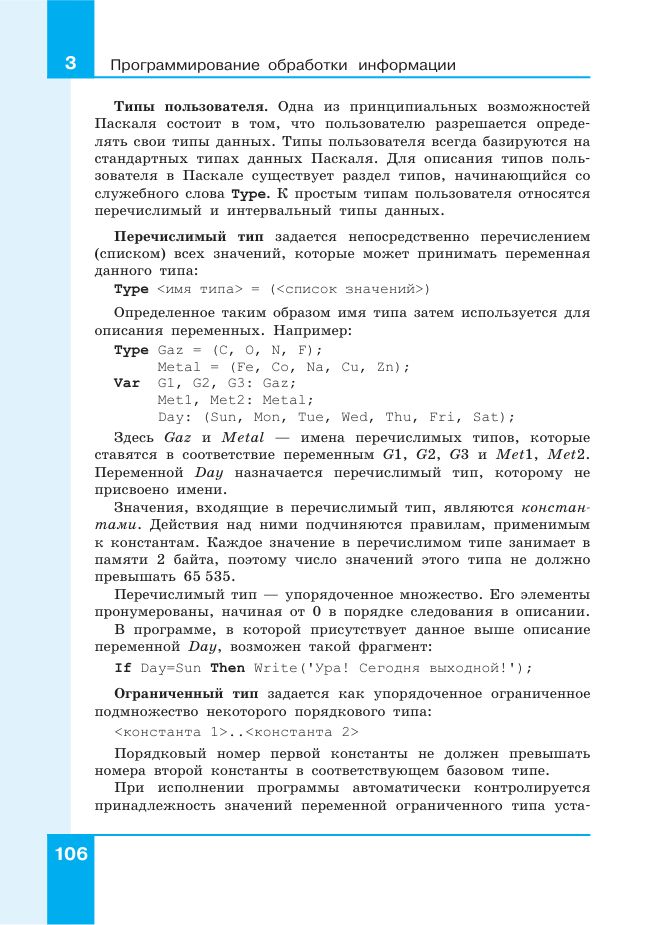 3
Программирование обработки информации
Типы пользователя. Одна из принципиальных возможностей
Паскаля состоит в том, что пользователю разрешается опреде-
лять свои типы данных. Типы пользователя всегда базируются на
стандартных типах данных Паскаля. Для описания типов поль-
зователя в Паскале существует раздел типов, начинающийся со
служебного слова Type. К простым типам пользователя относятся
перечислимый и интервальный типы данных.
Перечислимый тип задается непосредственно перечислением
(списком) всех значений, которые может принимать переменная
данного типа:
Type <имя типа> = (<список значений>)
Определенное таким образом имя типа затем используется для
описания переменных. Например:
Type Gaz = (C, O, N, F);
Metal = (Fe, Co, Na, Cu, Zn);
Var G1, G2, G3: Gaz;
Met1, Met2: Metal;
Day: (Sun, Mon, Tue, Wed, Thu, Fri, Sat);
Здесь Gaz и Metal — имена перечислимых типов, которые
ставятся в соответствие переменным G1, G2, G3 и Met1, Met2.
Переменной Day назначается перечислимый тип, которому не
присвоено имени.
Значения, входящие в перечислимый тип, являются констан-
тами. Действия над ними подчиняются правилам, применимым
к константам. Каждое значение в перечислимом типе занимает в
памяти 2 байта, поэтому число значений этого типа не должно
превышать 65 535.
Перечислимый тип — упорядоченное множество. Его элементы
пронумерованы, начиная от 0 в порядке следования в описании.
В программе, в которой присутствует данное выше описание
переменной Day, возможен такой фрагмент:
If Day=Sun Then Write('Ура! Сегодня выходной!');
Ограниченный тип задается как упорядоченное ограниченное
подмножество некоторого порядкового типа:
<константа 1>..<константа 2>
Порядковый номер первой константы не должен превышать
номера второй константы в соответствующем базовом типе.
При исполнении программы автоматически контролируется
принадлежность значений переменной ограниченного типа уста-
106